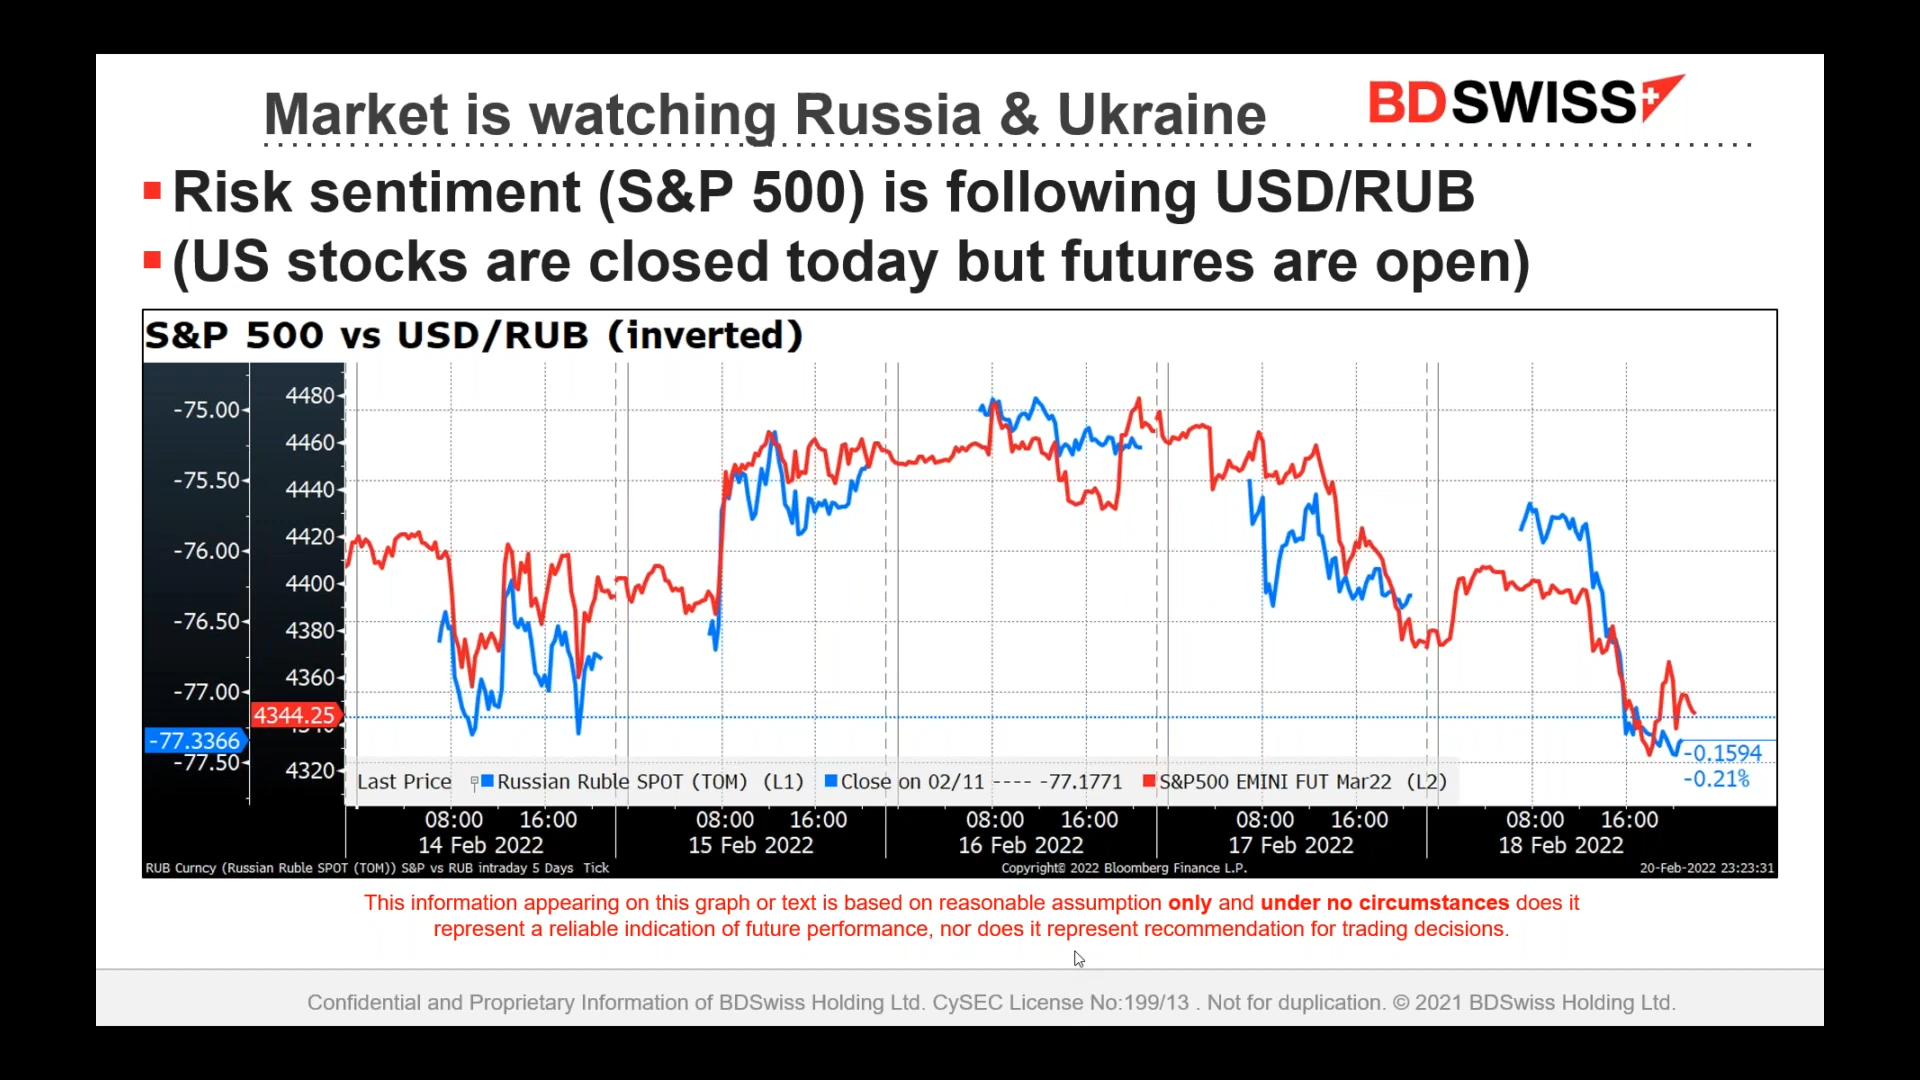 Market is watching Russia & Ukraine
BDSWISS
Risk sentiment (S&P 500) is following USD/RUB
(US stocks are closed today but futures are open)
S&P 500 vs USD/RUB (inverted)
-75.00
-75.50
-76.00
-76.50
-77.00
-77.3366
-77.50
4480
4460
4440
4420
4400
4380
4360
4344.25
4320
-0.1594
-0.21%
Last Price Russian Ruble SPOT (TOM) (L1) Close on 02/11 ---- -77.1771 S&P500 EMINI FUT Mar22 (L2)
08:00 16:00 08:00 16:00 08:00 16:00 08:00 16:00 08:00 16:00
14 Feb 2022 15 Feb 2022 16 Feb 2022 17 Feb 2022 18 Feb 2022
RUB Curncy (Russian Ruble SPOT (TOM)) S&P vs RUB intraday 5 Days Tick Copyright© 2022 Bloomberg Finance L.P. 20-Feb-2022 23:23:31
This information appearing on this graph or text is based on reasonable assumption only and under no circumstances does it
represent a reliable indication of future performance, nor does it represent recommendation for trading decisions.
Confidential and Proprietary Information of BDSwiss Holding Ltd. CySEC License No:199/13 . Not for duplication. © 2021 BDSwiss Holding Ltd.